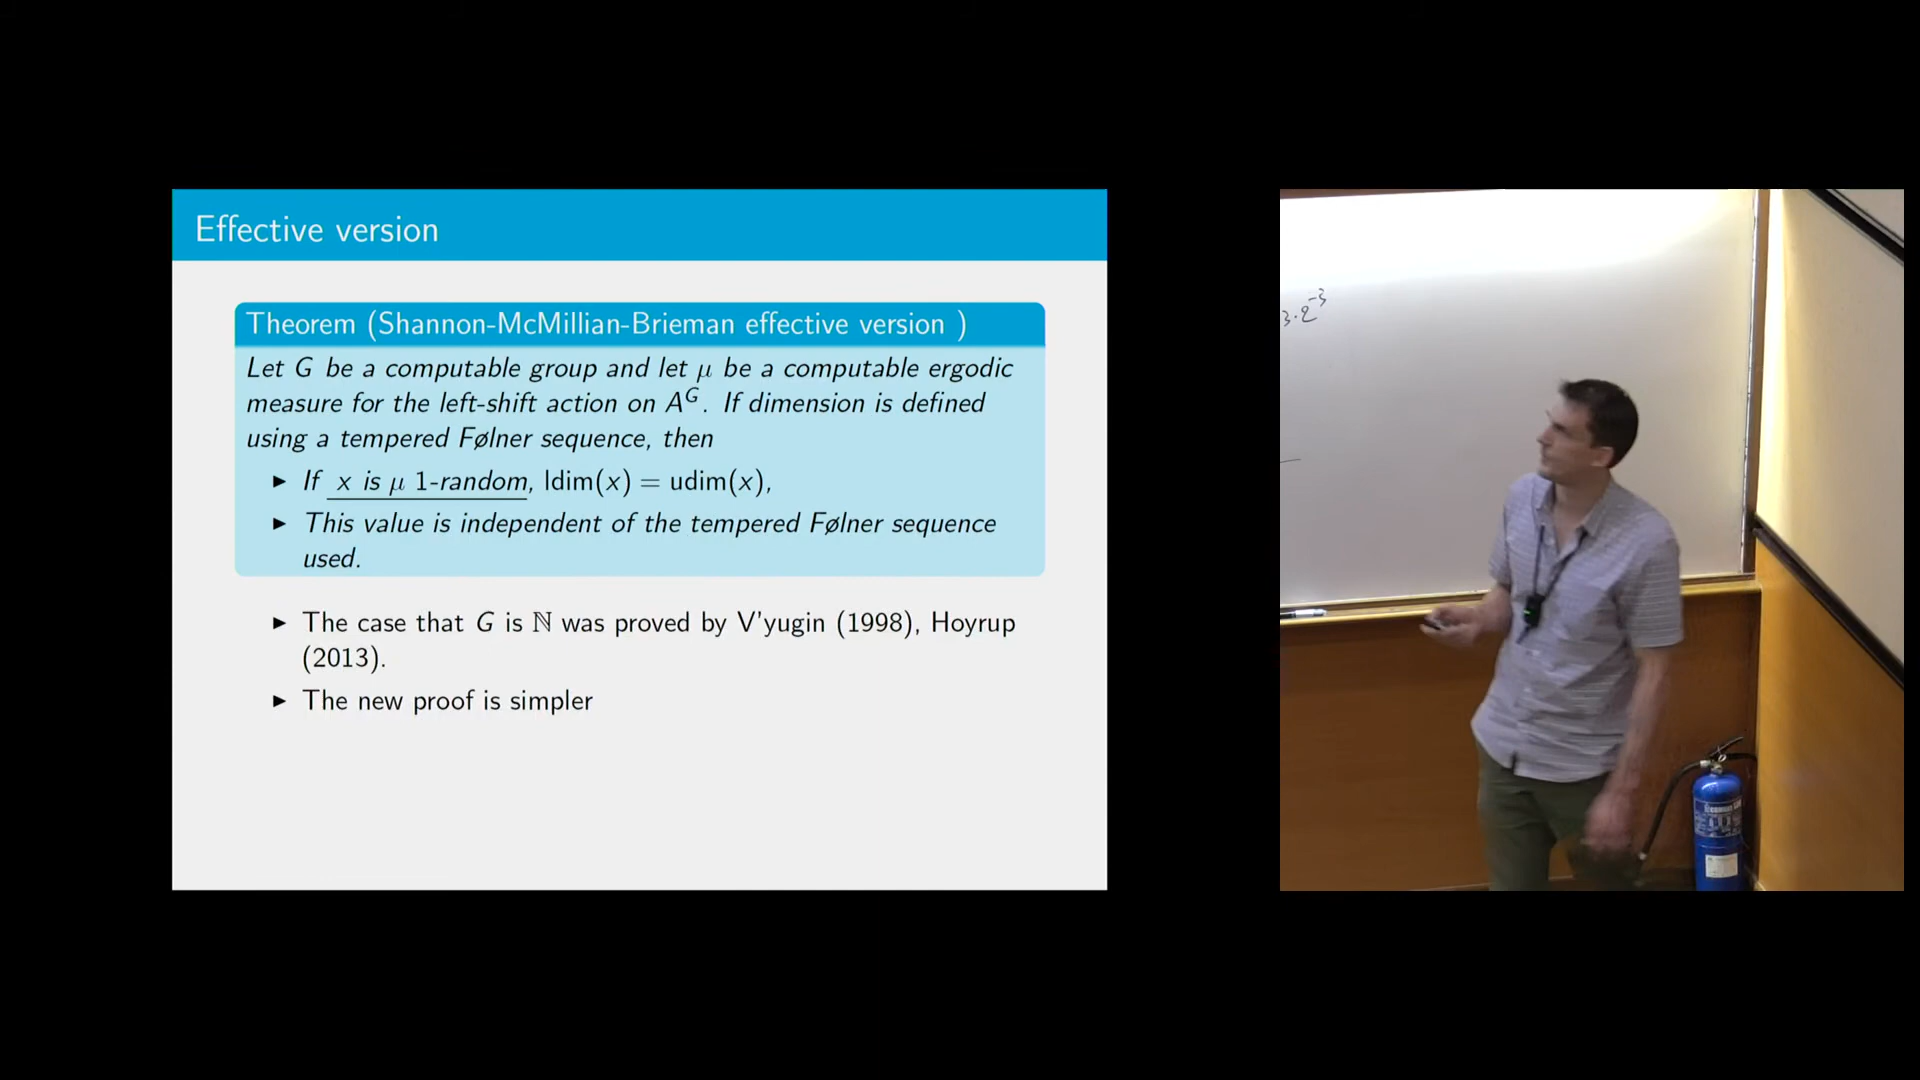 Effective version
Theorem (Shannon-McMillian-Brieman effective version )
Let G be a computable group and let μ be a computable ergodic
measure for the left-shift action on A^G. If dimension is defined
using a tempered Følner sequence, then
▶ If x is μ 1-random, ldim(x) = udim(x),
▶ This value is independent of the tempered Følner sequence
used.
▶ The case that G is ℕ was proved by V'yugin (1998), Hoyrup
(2013).
▶ The new proof is simpler
3·2^-3